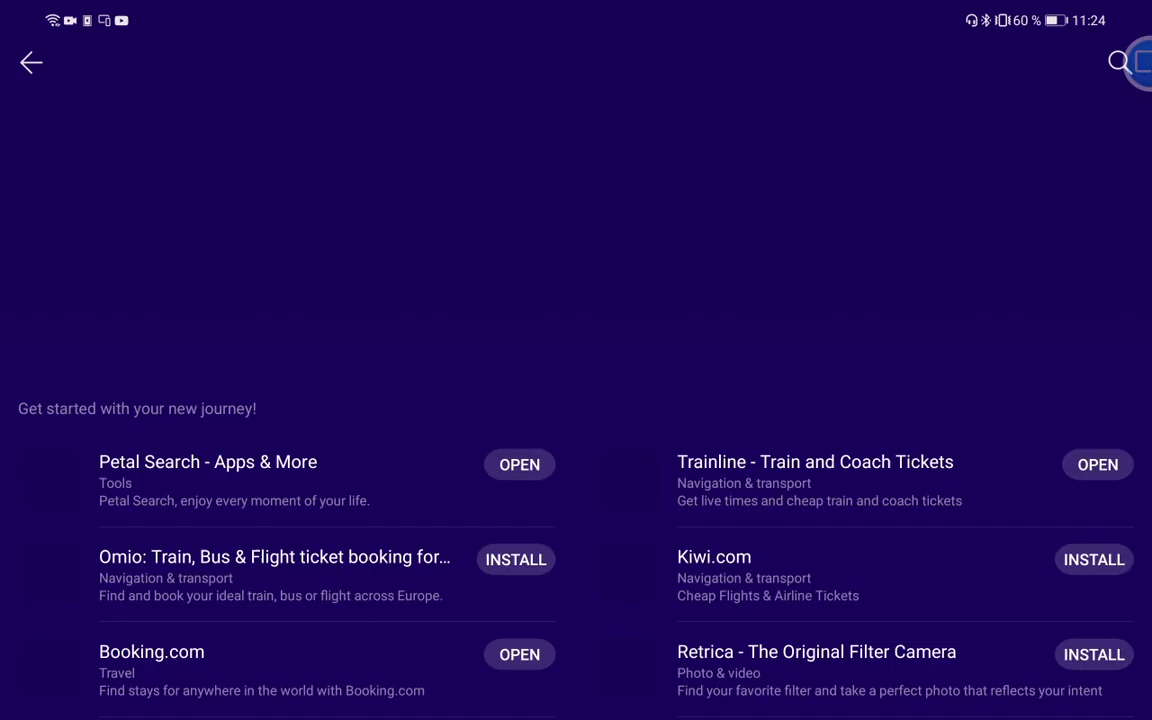 60 % 11:24
Get started with your new journey!
Petal Search - Apps & More
Tools
Petal Search, enjoy every moment of your life.
OPEN
Trainline - Train and Coach Tickets
Navigation & transport
Get live times and cheap train and coach tickets
OPEN
Omio: Train, Bus & Flight ticket booking for...
Navigation & transport
Find and book your ideal train, bus or flight across Europe.
INSTALL
Kiwi.com
Navigation & transport
Cheap Flights & Airline Tickets
INSTALL
Booking.com
Travel
Find stays for anywhere in the world with Booking.com
OPEN
Retrica - The Original Filter Camera
Photo & video
Find your favorite filter and take a perfect photo that reflects your intent
INSTALL